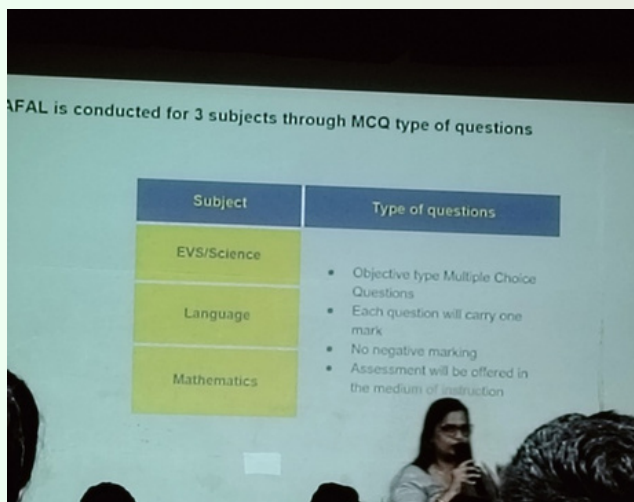 AFAL is conducted for 3 subjects through MCQ type of questions
Subject
Type of questions
EVS/Science
Language
Mathematics
• Objective type Multiple Choice
Questions
• Each question will carry one
mark
• No negative marking
• Assessment will be offered in
the medium of instruction